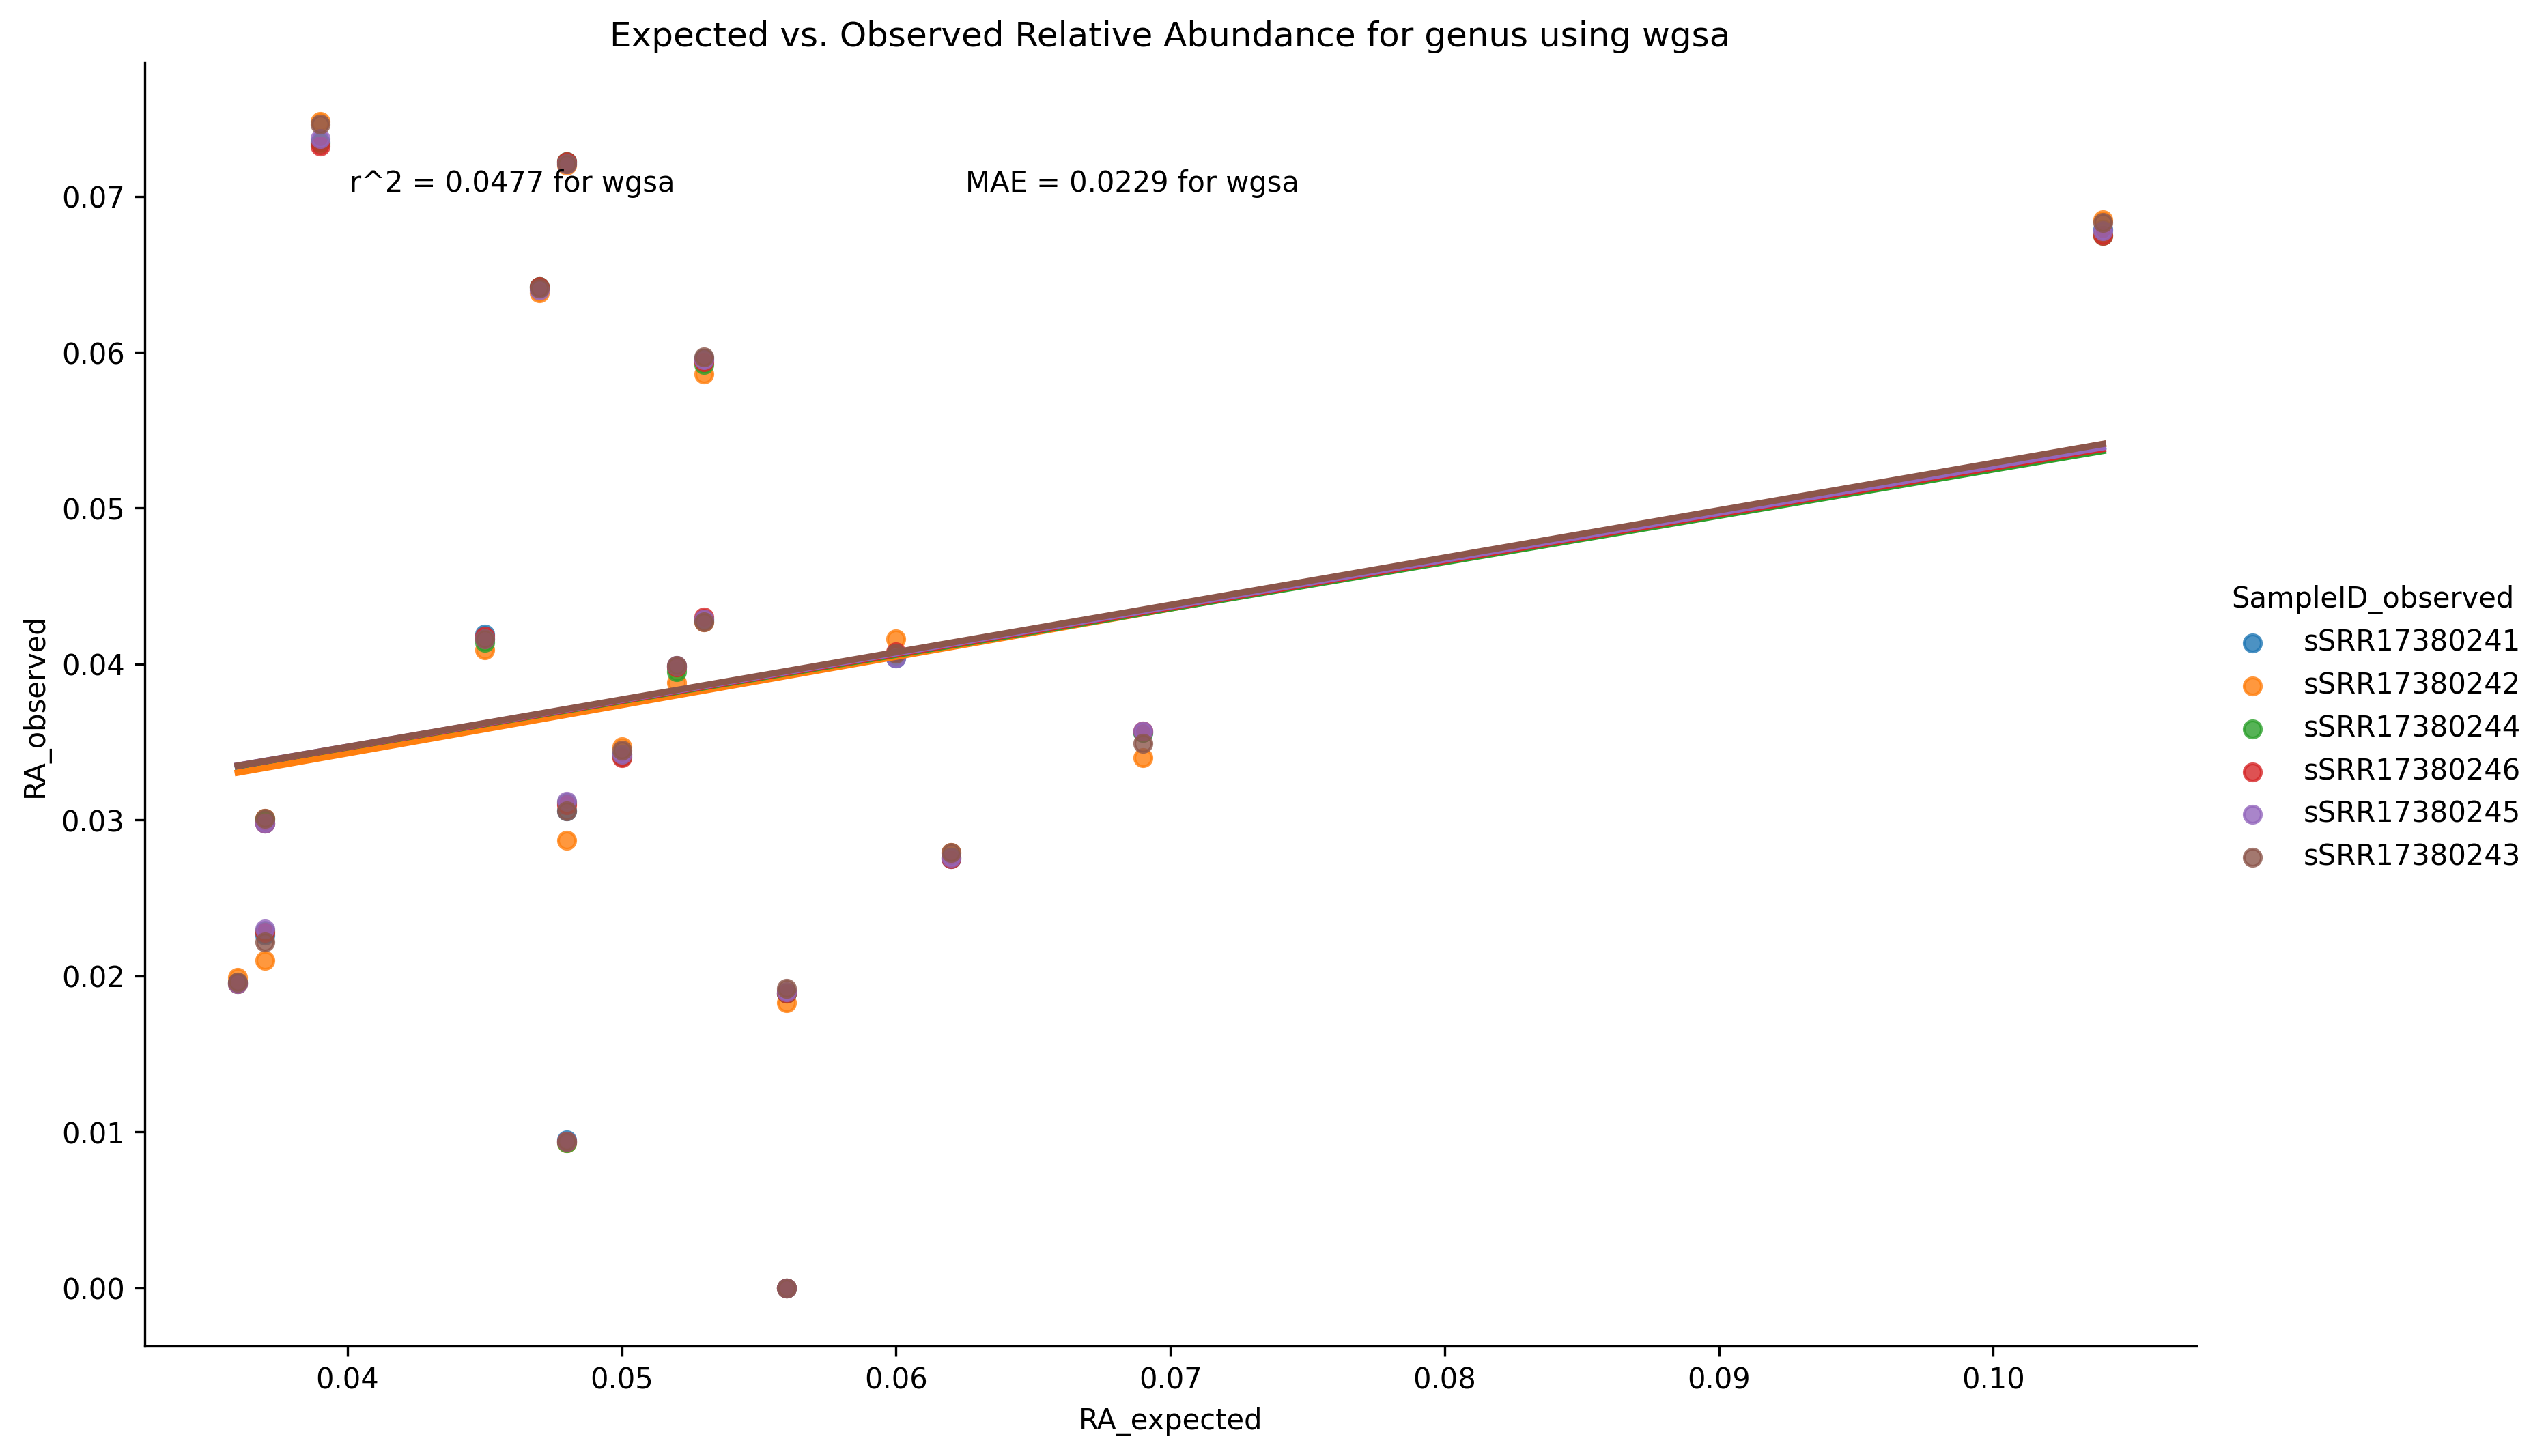 Expected vs. Observed Relative Abundance for genus using wgsa
r^2 = 0.0477 for wgsa
MAE = 0.0229 for wgsa
RA_observed
0.07
0.06
0.05
0.04
0.03
0.02
0.01
0.00
0.04
0.05
0.06
0.07
0.08
0.09
0.10
RA_expected
SampleID_observed
sSRR17380241
sSRR17380242
sSRR17380244
sSRR17380246
sSRR17380245
sSRR17380243